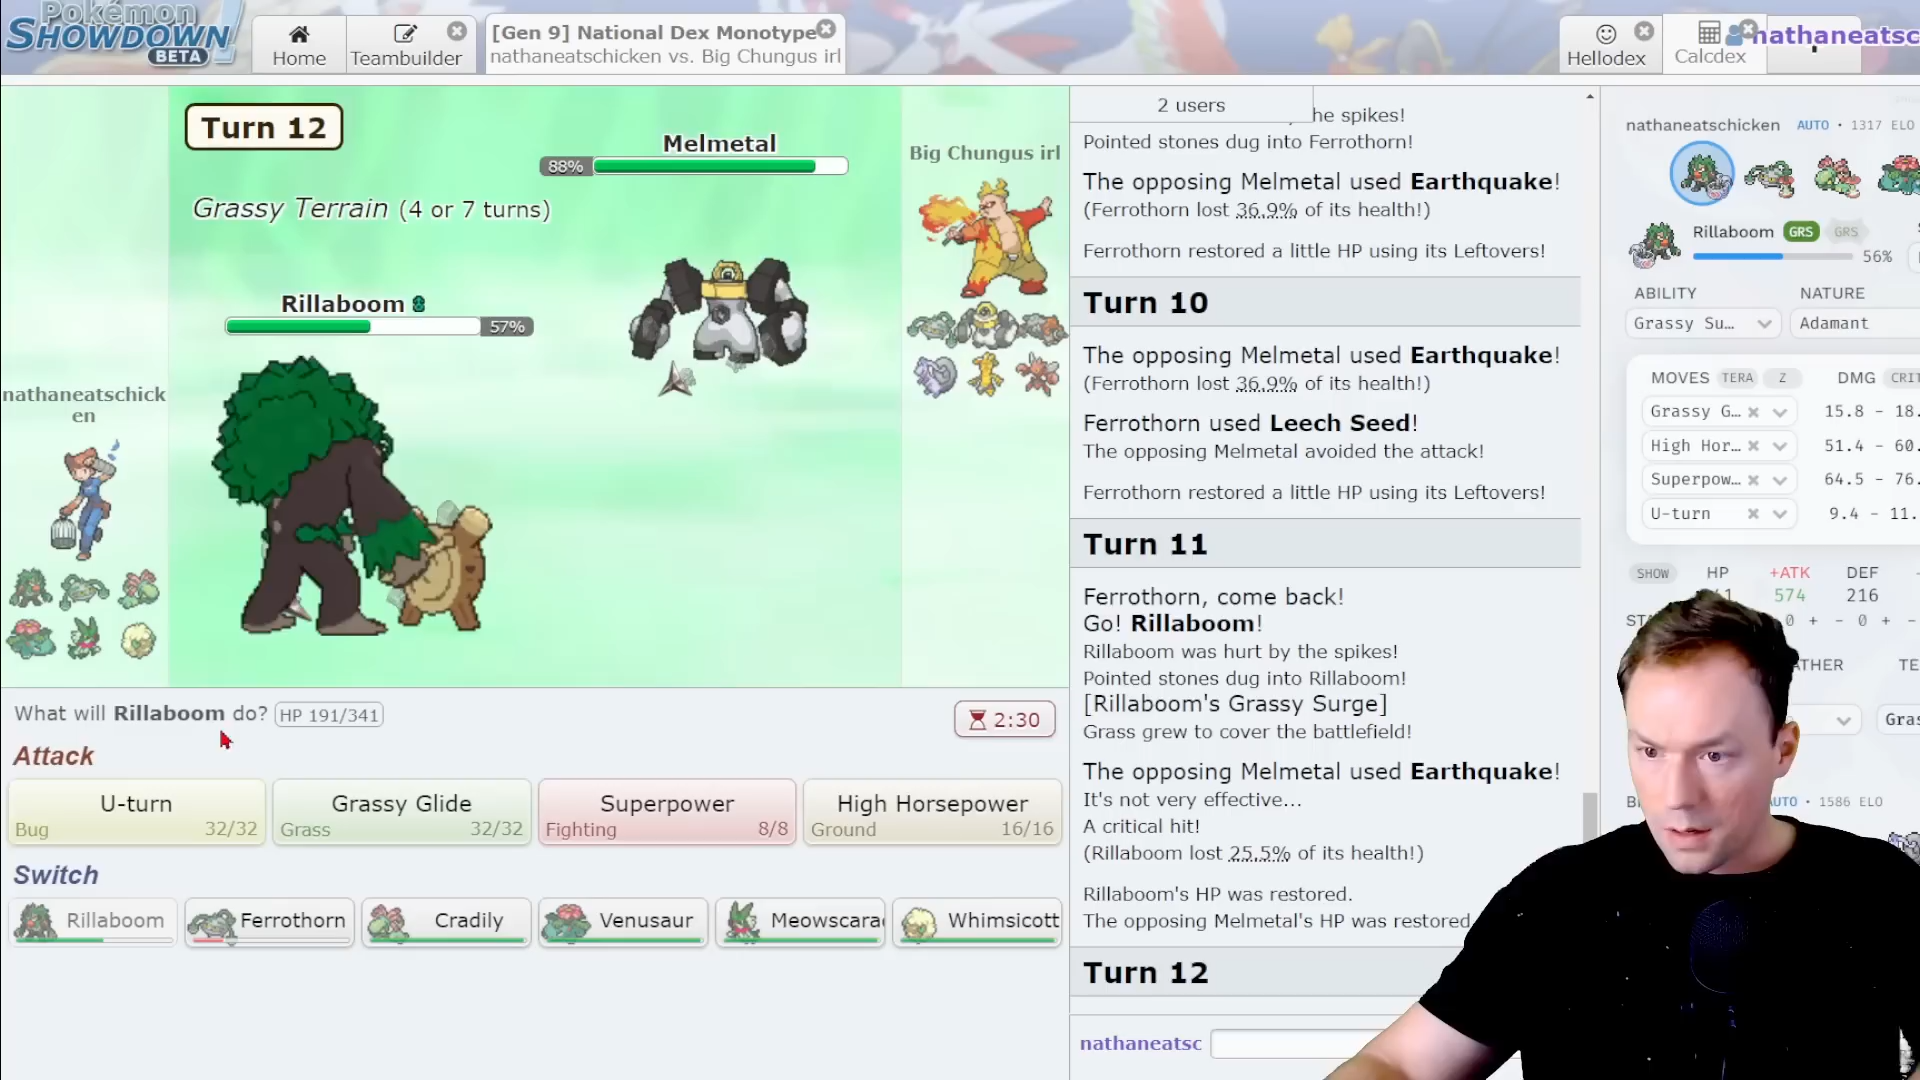 Pokémon
SHOWDOWN
BETA
Home
Teambuilder
[Gen 9] National Dex Monotype
nathaneatschicken vs. Big Chungus irl
Hellodex
Calcdex
nathaneatsc
Turn 12
Melmetal
88%
Grassy Terrain (4 or 7 turns)
Rillaboom
57%
nathaneatschick
en
Big Chungus irl
2 users
he spikes!
Pointed stones dug into Ferrothorn!
The opposing Melmetal used Earthquake!
(Ferrothorn lost 36.9% of its health!)
Ferrothorn restored a little HP using its Leftovers!
Turn 10
The opposing Melmetal used Earthquake!
(Ferrothorn lost 36.9% of its health!)
Ferrothorn used Leech Seed!
The opposing Melmetal avoided the attack!
Ferrothorn restored a little HP using its Leftovers!
Turn 11
Ferrothorn, come back!
Go! Rillaboom!
Rillaboom was hurt by the spikes!
Pointed stones dug into Rillaboom!
[Rillaboom's Grassy Surge]
Grass grew to cover the battlefield!
The opposing Melmetal used Earthquake!
It's not very effective...
A critical hit!
(Rillaboom lost 25.5% of its health!)
Rillaboom's HP was restored.
The opposing Melmetal's HP was restored
Turn 12
nathaneatsc
What will Rillaboom do? HP 191/341
2:30
Attack
U-turn
Bug 32/32
Grassy Glide
Grass 32/32
Superpower
Fighting 8/8
High Horsepower
Ground 16/16
Switch
Rillaboom
Ferrothorn
Cradily
Venusaur
Meowscara
Whimsicott
nathaneatschicken AUTO • 1317 ELO
Rillaboom GRS GRS
56%
ABILITY NATURE
Grassy Su... Adamant
MOVES TERA Z DMG CRIT
Grassy G... 15.8 - 18.
High Hor... 51.4 - 60.
Superpow... 64.5 - 76.
U-turn 9.4 - 11.
SHOW HP +ATK DEF
574 216
0 + - 0 + -
ATHER TE
Gras
AUTO • 1586 ELO